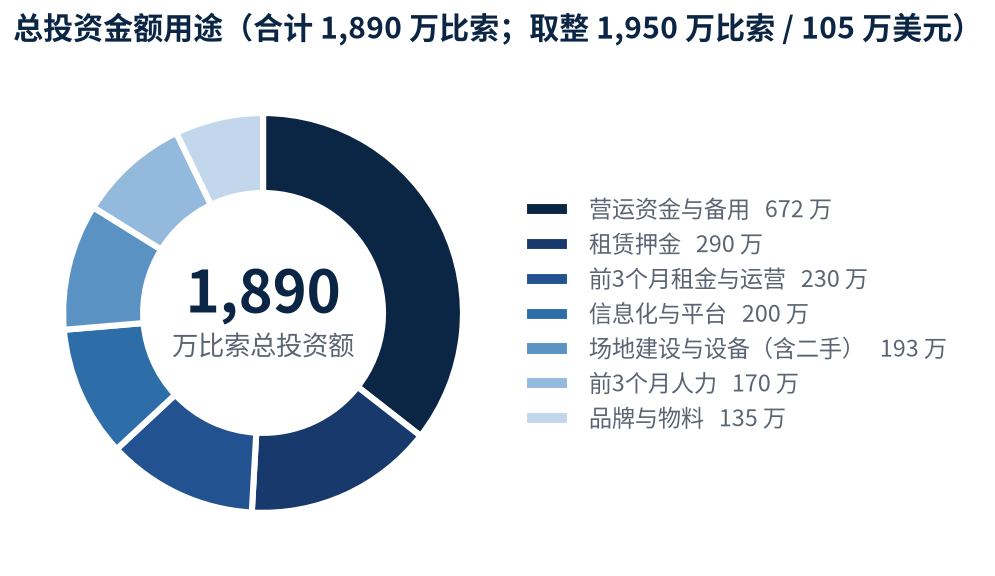 总投资金额用途（合计 1,890 万比索；取整 1,950 万比索 / 105 万美元）
1,890
万比索总投资额
营运资金与备用 672 万
租赁押金 290 万
前3个月租金与运营 230 万
信息化与平台 200 万
场地建设与设备（含二手） 193 万
前3个月人力 170 万
品牌与物料 135 万